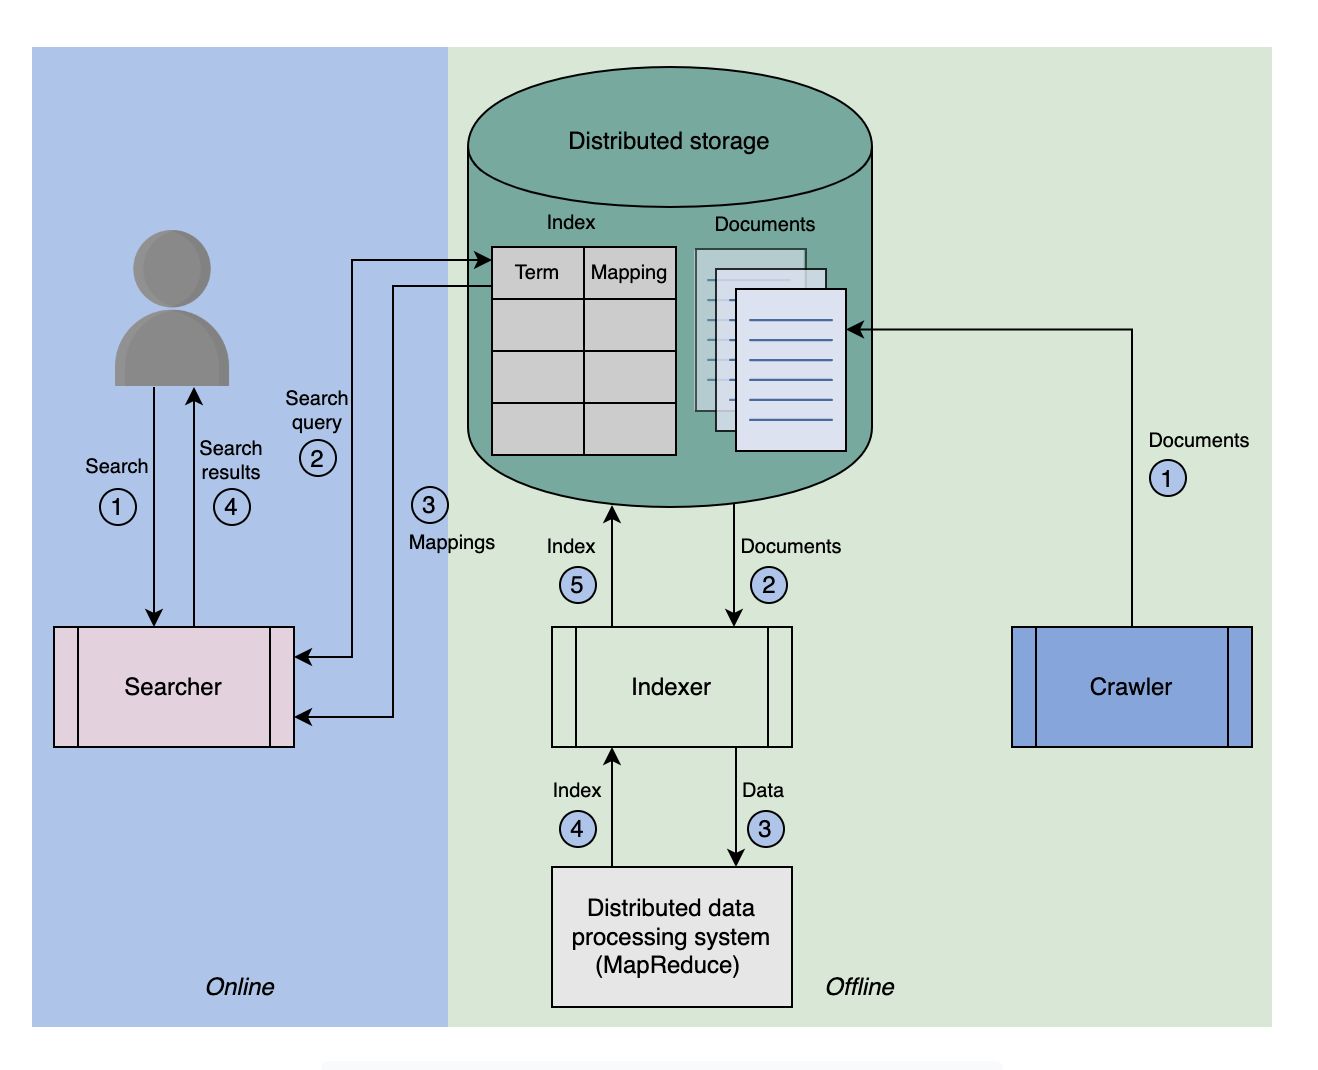 Distributed storage
Index
Documents
Term
Mapping
Search
query
2
Search
1
Search
results
4
3
Mappings
Documents
1
Index
5
Documents
2
Searcher
Indexer
Crawler
Index
4
Data
3
Distributed data
processing system
(MapReduce)
Online
Offline